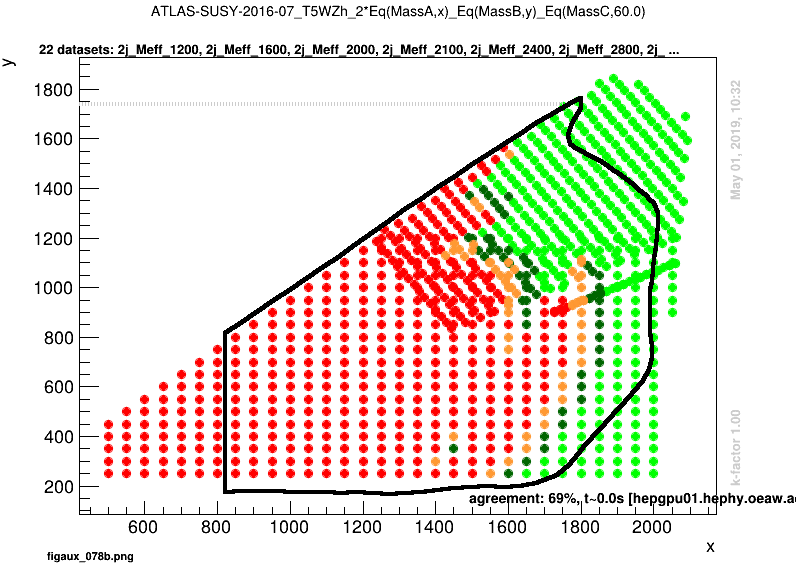 ATLAS-SUSY-2016-07_T5WZh_2*Eq(MassA,x)_Eq(MassB,y)_Eq(MassC,60.0)
22 datasets: 2j_Meff_1200, 2j_Meff_1600, 2j_Meff_2000, 2j_Meff_2100, 2j_Meff_2400, 2j_Meff_2800, 2j_ ...
y
1800
1600
1400
1200
1000
800
600
400
200
600 800 1000 1200 1400 1600 1800 2000
x
May 01, 2019, 10:32
k-factor 1.00
agreement: 69%, t~0.0s [hepgpu01.hephy.oeaw.a
figaux_078b.png